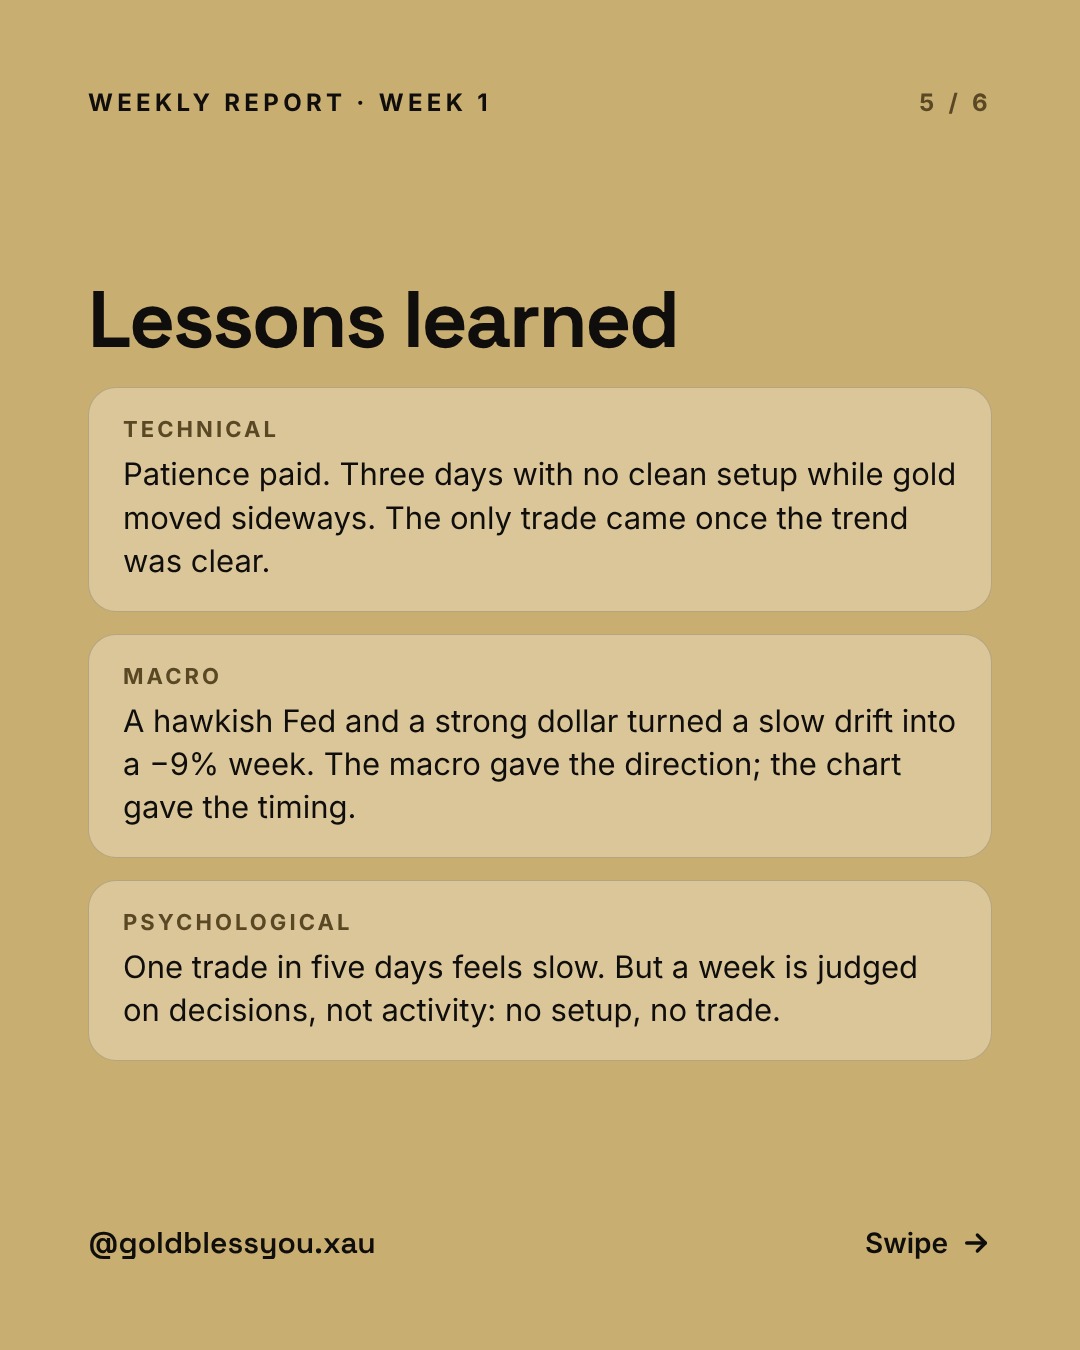 WEEKLY REPORT · WEEK 1
5 / 6
Lessons learned
TECHNICAL
Patience paid. Three days with no clean setup while gold
moved sideways. The only trade came once the trend
was clear.
MACRO
A hawkish Fed and a strong dollar turned a slow drift into
a −9% week. The macro gave the direction; the chart
gave the timing.
PSYCHOLOGICAL
One trade in five days feels slow. But a week is judged
on decisions, not activity: no setup, no trade.
@goldblessyou.xau
Swipe →